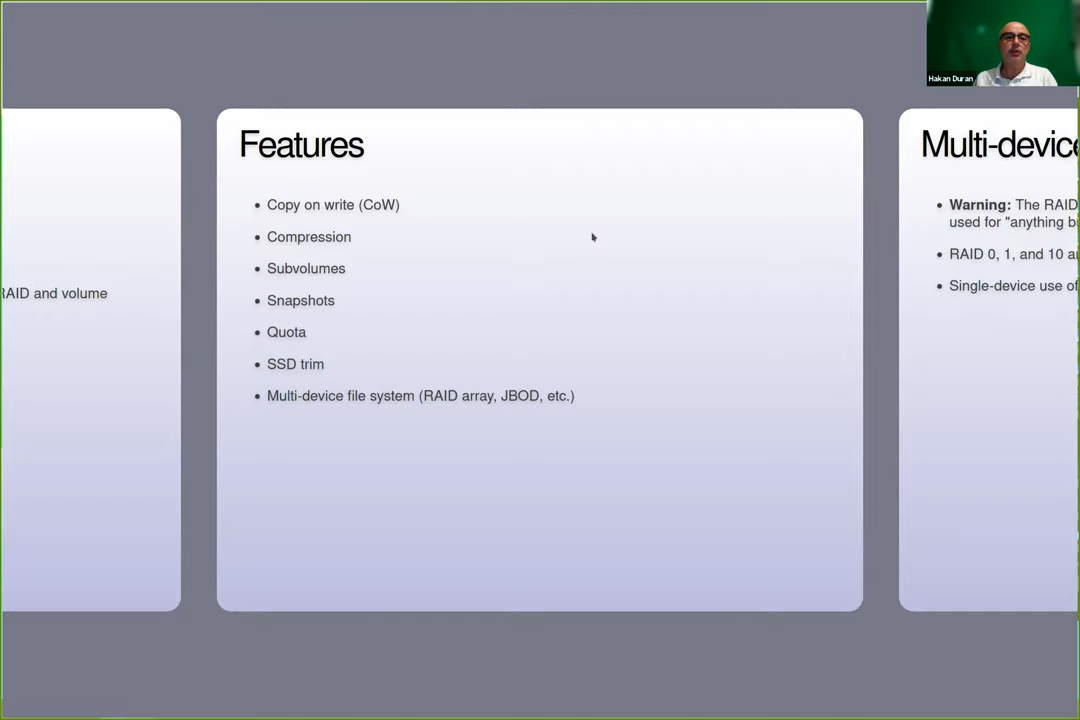 Hakan Duran
RAID and volume
Features
• Copy on write (CoW)
• Compression
• Subvolumes
• Snapshots
• Quota
• SSD trim
• Multi-device file system (RAID array, JBOD, etc.)
Multi-device
• Warning: The RAID
used for "anything b
• RAID 0, 1, and 10 a
• Single-device use of